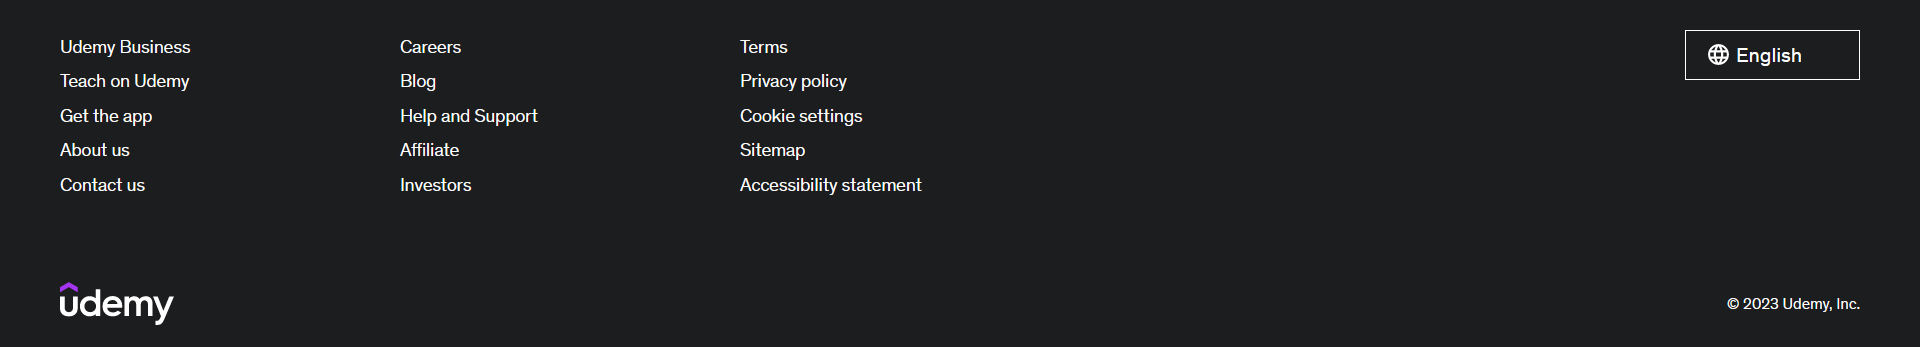 Udemy Business
Teach on Udemy
Get the app
About us
Contact us
Careers
Blog
Help and Support
Affiliate
Investors
Terms
Privacy policy
Cookie settings
Sitemap
Accessibility statement
English
udemy
© 2023 Udemy, Inc.